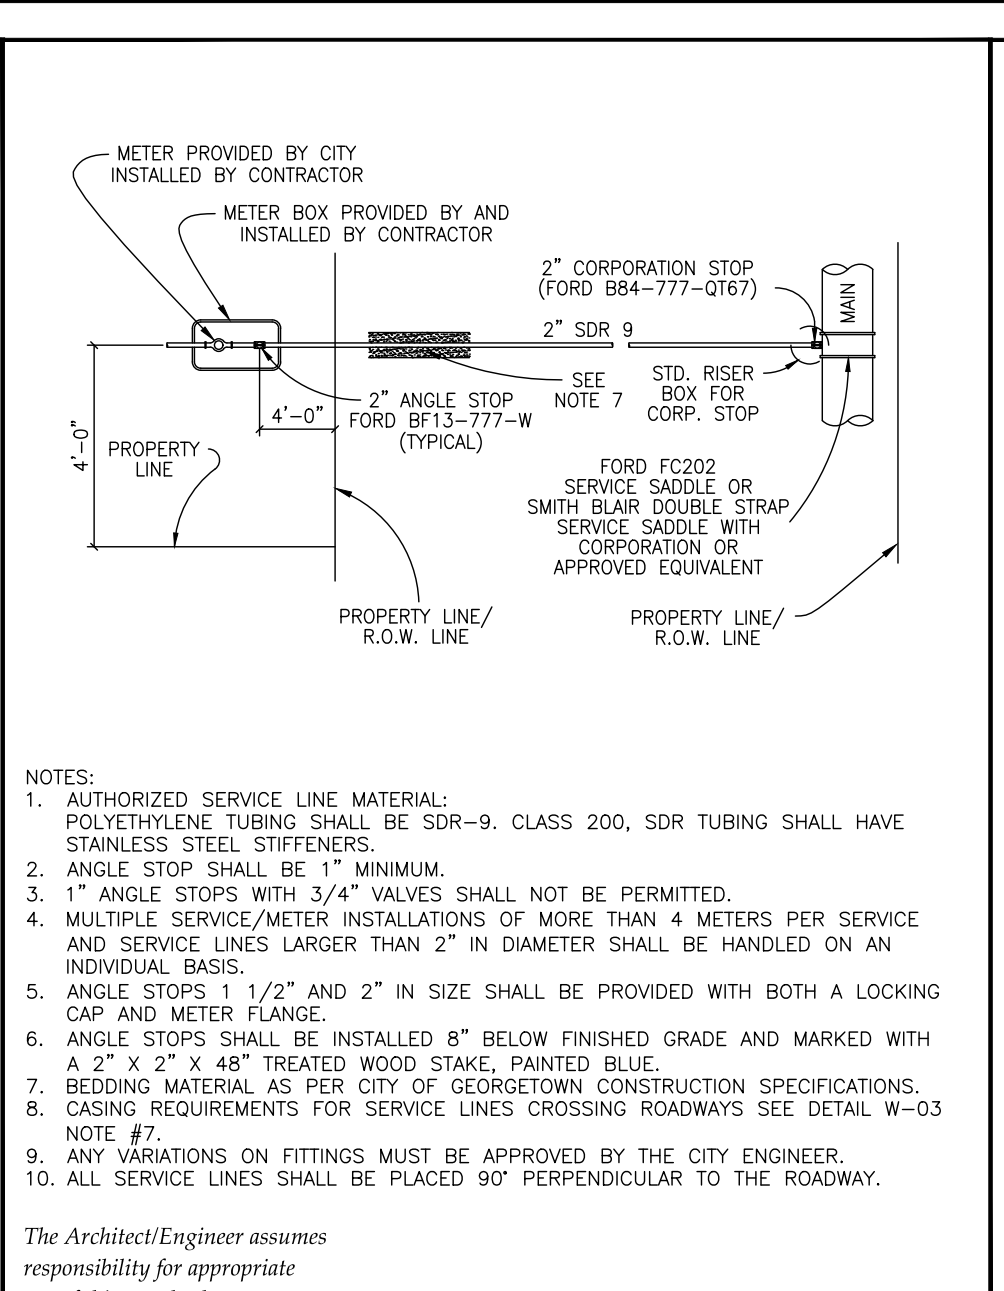 METER PROVIDED BY CITY
INSTALLED BY CONTRACTOR
METER BOX PROVIDED BY AND
INSTALLED BY CONTRACTOR
2" CORPORATION STOP
(FORD B84-777-QT67)
MAIN
2" SDR 9
SEE
NOTE 7
STD. RISER
BOX FOR
CORP. STOP
2" ANGLE STOP
FORD BF13-777-W
(TYPICAL)
4'-0"
4'-0"
PROPERTY
LINE
FORD FC202
SERVICE SADDLE OR
SMITH BLAIR DOUBLE STRAP
SERVICE SADDLE WITH
CORPORATION OR
APPROVED EQUIVALENT
PROPERTY LINE/
R.O.W. LINE
PROPERTY LINE/
R.O.W. LINE
NOTES:
1. AUTHORIZED SERVICE LINE MATERIAL:
POLYETHYLENE TUBING SHALL BE SDR-9. CLASS 200, SDR TUBING SHALL HAVE
STAINLESS STEEL STIFFENERS.
2. ANGLE STOP SHALL BE 1" MINIMUM.
3. 1" ANGLE STOPS WITH 3/4" VALVES SHALL NOT BE PERMITTED.
4. MULTIPLE SERVICE/METER INSTALLATIONS OF MORE THAN 4 METERS PER SERVICE
AND SERVICE LINES LARGER THAN 2" IN DIAMETER SHALL BE HANDLED ON AN
INDIVIDUAL BASIS.
5. ANGLE STOPS 1 1/2" AND 2" IN SIZE SHALL BE PROVIDED WITH BOTH A LOCKING
CAP AND METER FLANGE.
6. ANGLE STOPS SHALL BE INSTALLED 8" BELOW FINISHED GRADE AND MARKED WITH
A 2" X 2" X 48" TREATED WOOD STAKE, PAINTED BLUE.
7. BEDDING MATERIAL AS PER CITY OF GEORGETOWN CONSTRUCTION SPECIFICATIONS.
8. CASING REQUIREMENTS FOR SERVICE LINES CROSSING ROADWAYS SEE DETAIL W-03
NOTE #7.
9. ANY VARIATIONS ON FITTINGS MUST BE APPROVED BY THE CITY ENGINEER.
10. ALL SERVICE LINES SHALL BE PLACED 90° PERPENDICULAR TO THE ROADWAY.
The Architect/Engineer assumes
responsibility for appropriate